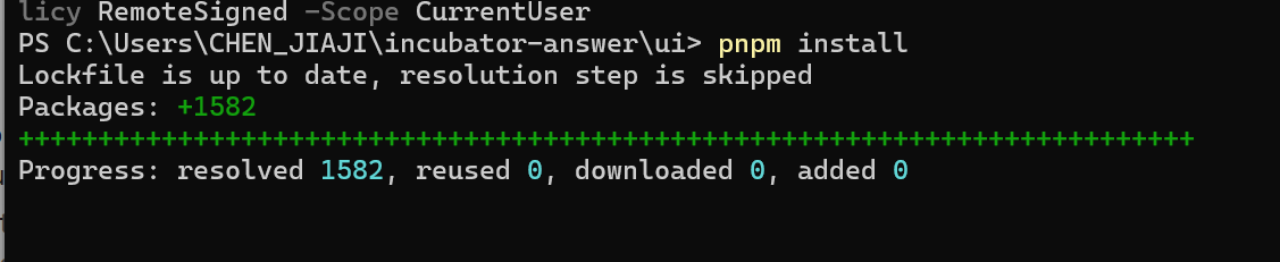 licy RemoteSigned -Scope CurrentUser
PS C:\Users\CHEN_JIAJI\incubator-answer\ui> pnpm install
Lockfile is up to date, resolution step is skipped
Packages: +1582
++++++++++++++++++++++++++++++++++++++++++++++++++++++++++++++++++++++++++
Progress: resolved 1582, reused 0, downloaded 0, added 0